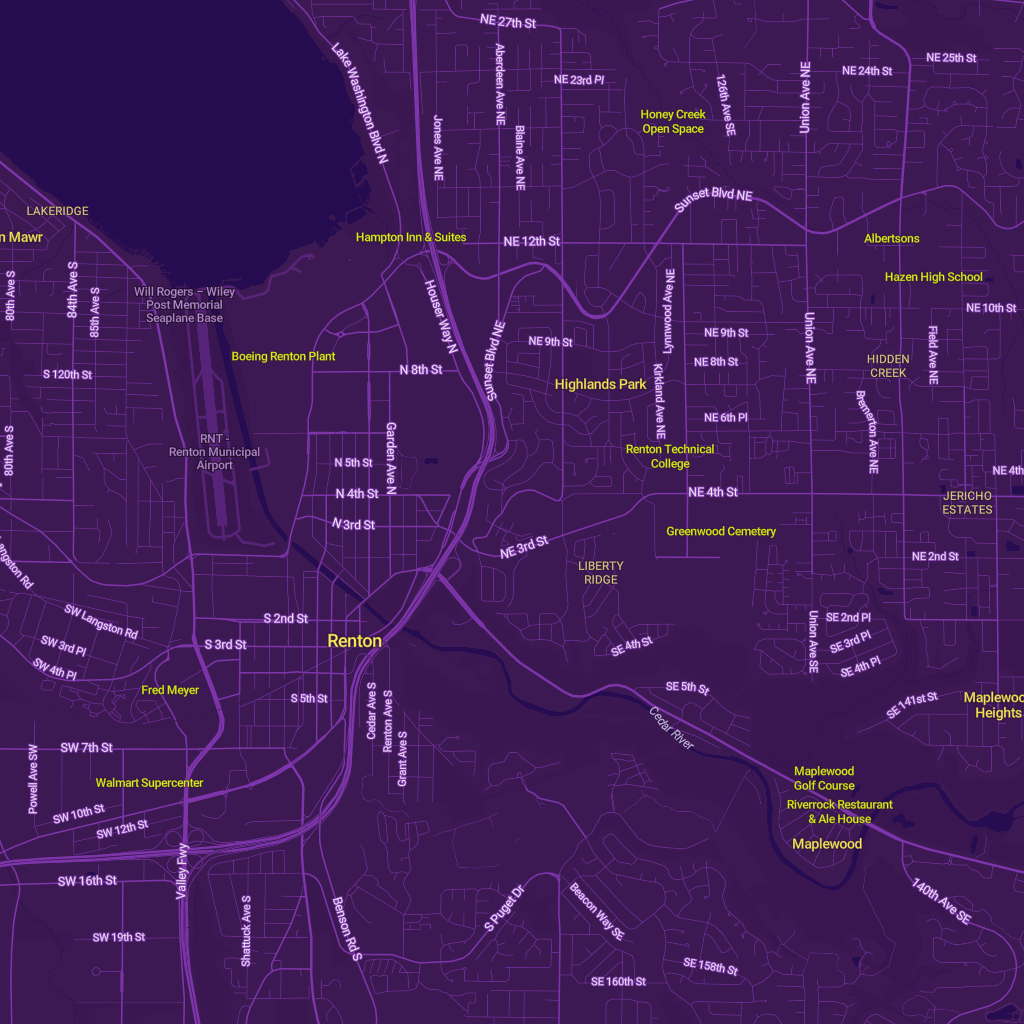 NE 27th St
Lake Washington Blvd N
Aberdeen Ave NE
NE 23rd Pl
126th Ave SE
Union Ave NE
NE 24th St
NE 25th St
Honey Creek
Open Space
Jones Ave NE
Blaine Ave NE
Sunset Blvd NE
LAKERIDGE
n Mawr
Hampton Inn & Suites
NE 12th St
Albertsons
Hazen High School
80th Ave S
84th Ave S
85th Ave S
Will Rogers – Wiley
Post Memorial
Seaplane Base
Houser Way N
Lynnwood Ave NE
NE 10th St
Sunset Blvd NE
NE 9th St
NE 9th St
Union Ave NE
Field Ave NE
Boeing Renton Plant
N 8th St
NE 8th St
HIDDEN
CREEK
S 120th St
Highlands Park
Kirkland Ave NE
NE 6th Pl
Bremerton Ave NE
80th Ave S
RNT -
Renton Municipal
Airport
Garden Ave N
N 5th St
Renton Technical
College
NE 4th
N 4th St
NE 4th St
JERICHO
ESTATES
N 3rd St
Greenwood Cemetery
NE 3rd St
NE 2nd St
Langston Rd
LIBERTY
RIDGE
SW Langston Rd
S 2nd St
SE 2nd Pl
Union Ave SE
SW 3rd Pl
S 3rd St
Renton
SE 4th St
SE 3rd Pl
SW 4th Pl
SE 4th Pl
Fred Meyer
S 5th St
Cedar Ave S
Renton Ave S
SE 5th St
SE 141st St
Maplewoo
Heights
Cedar River
Grant Ave S
SW 7th St
Powell Ave SW
Walmart Supercenter
Maplewood
Golf Course
Riverrock Restaurant
& Ale House
SW 10th St
SW 12th St
Maplewood
Valley Fwy
SW 16th St
140th Ave SE
S Puget Dr
Beacon Way SE
Shattuck Ave S
Benson Rd S
SW 19th St
SE 158th St
SE 160th St